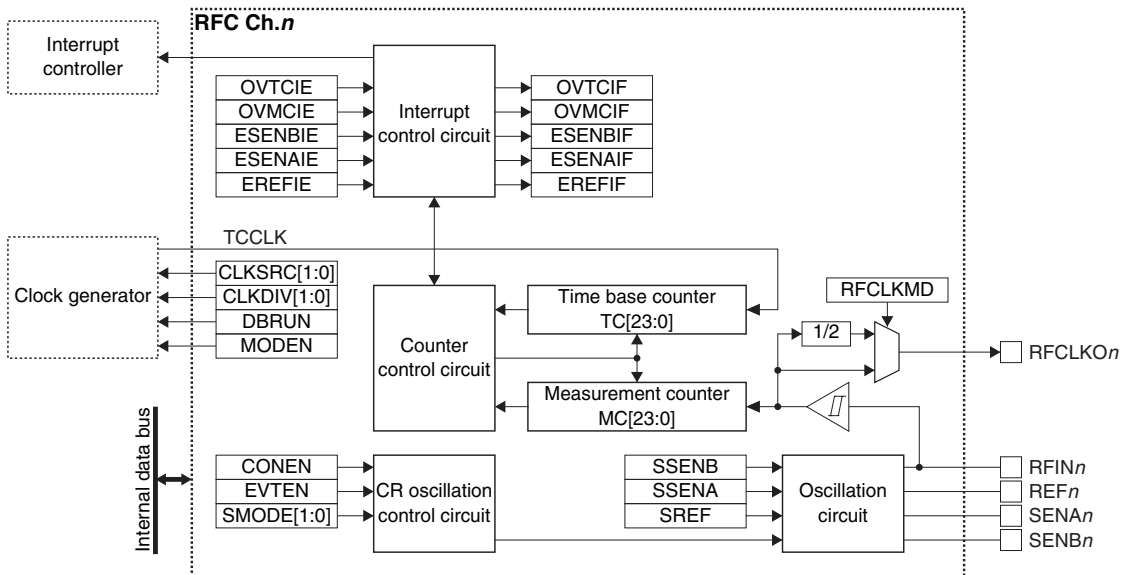 RFC Ch.n
Interrupt
controller
OVTCIE
OVMCIE
ESENBIE
ESENAIE
EREFIE
Interrupt
control circuit
OVTCIF
OVMCIF
ESENBIF
ESENAIF
EREFIF
TCCLK
Clock generator
CLKSRC[1:0]
CLKDIV[1:0]
DBRUN
MODEN
Counter
control circuit
Time base counter
TC[23:0]
Measurement counter
MC[23:0]
RFCLKMD
1/2
RFCLKOn
Internal data bus
CONEN
EVTEN
SMODE[1:0]
CR oscillation
control circuit
SSENB
SSENA
SREF
Oscillation
circuit
RFINn
REFn
SENAn
SENBn